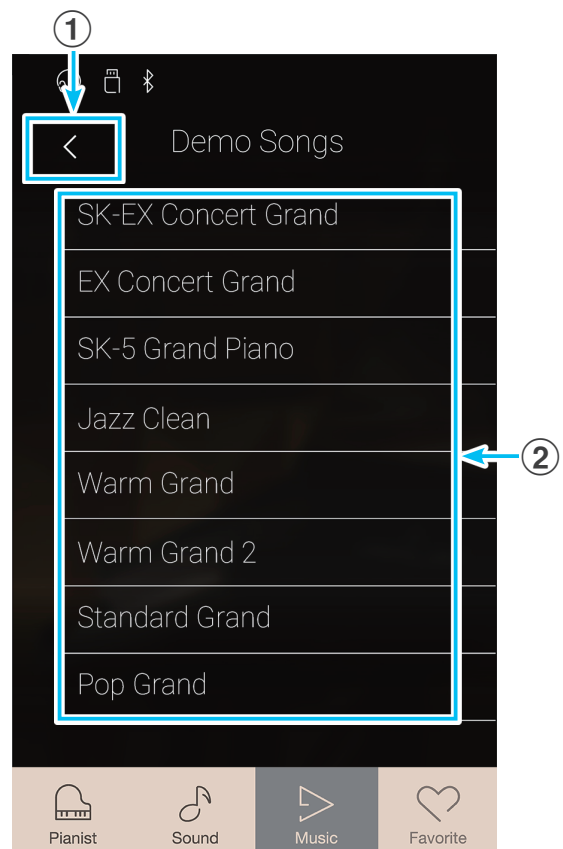 ①
Demo Songs
SK-EX Concert Grand
EX Concert Grand
SK-5 Grand Piano
Jazz Clean
②
Warm Grand
Warm Grand 2
Standard Grand
Pop Grand
Pianist Sound Music Favorite